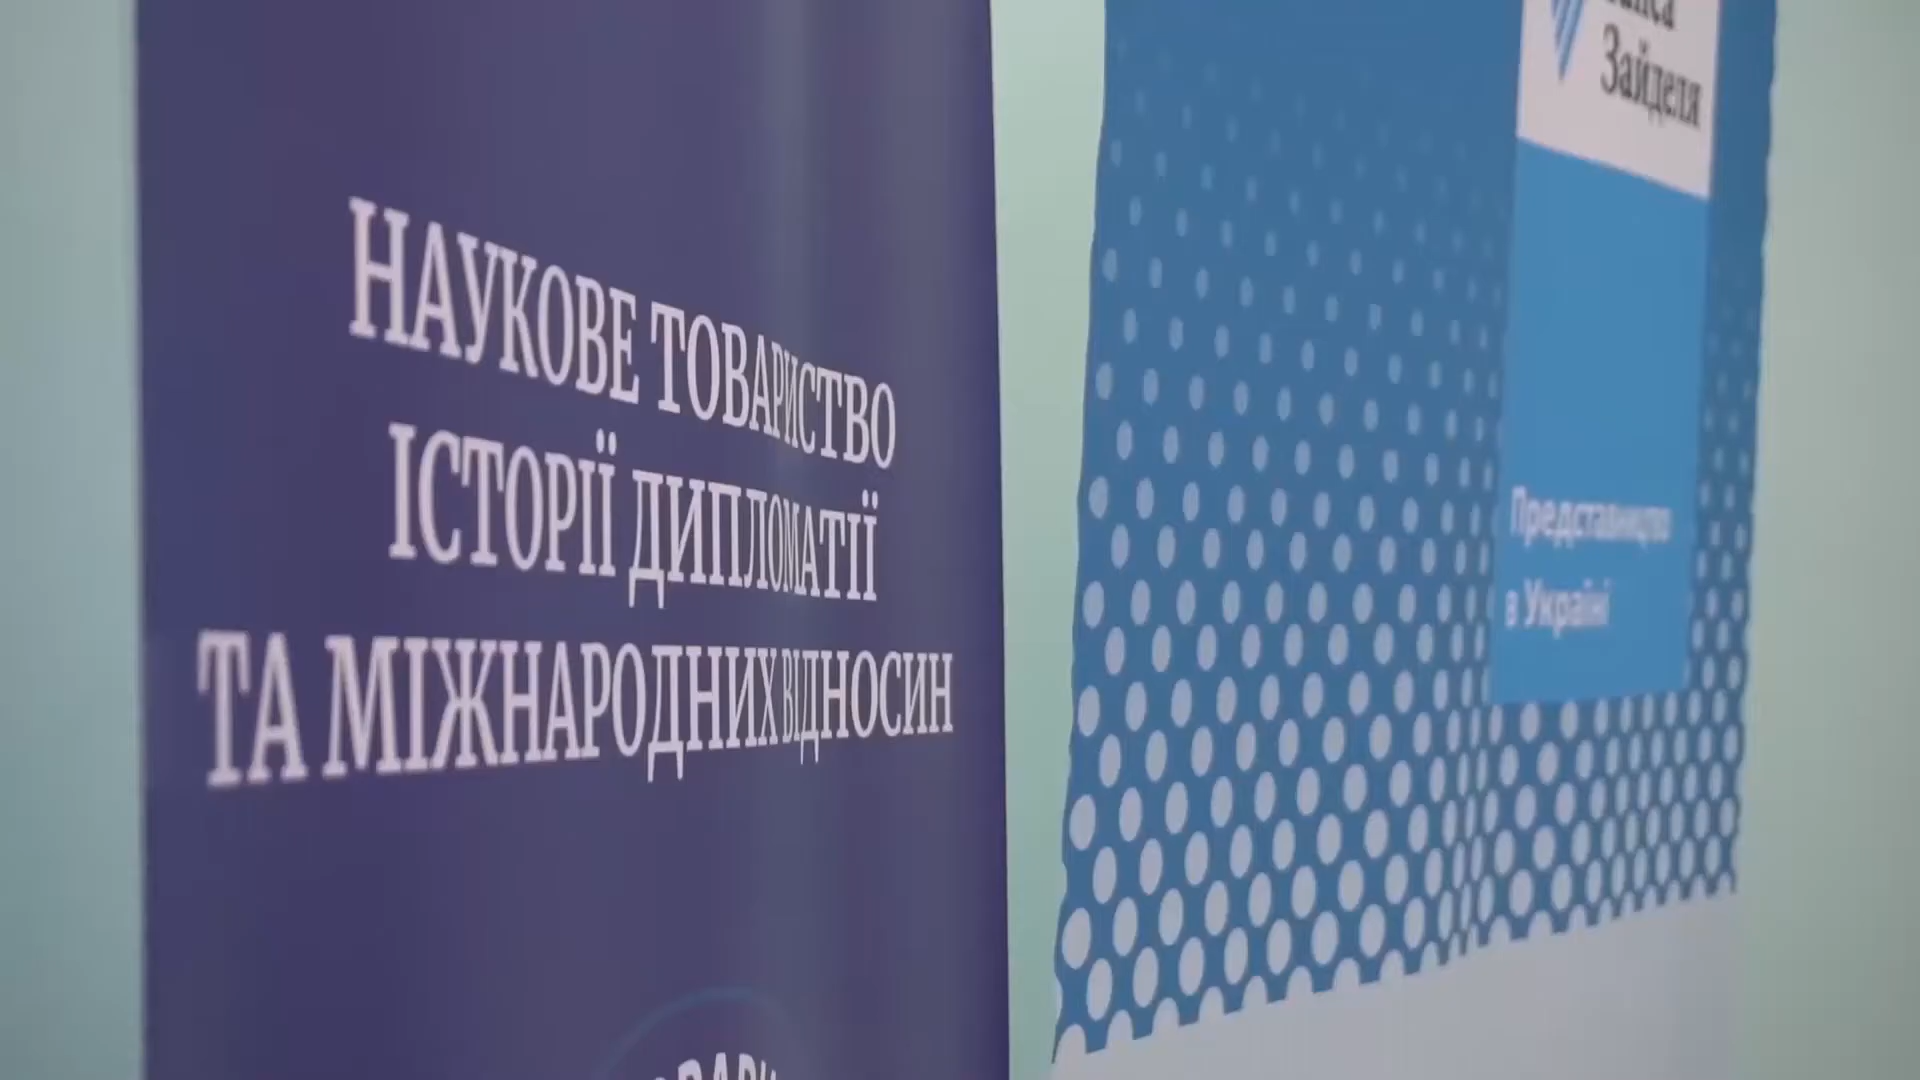 НАУКОВЕ ТОВАРИСТВО
ІСТОРІЇ ДИПЛОМАТІЇ
ТА МІЖНАРОДНИХ ВІДНОСИН
Зайделя
Представництво
в Україні